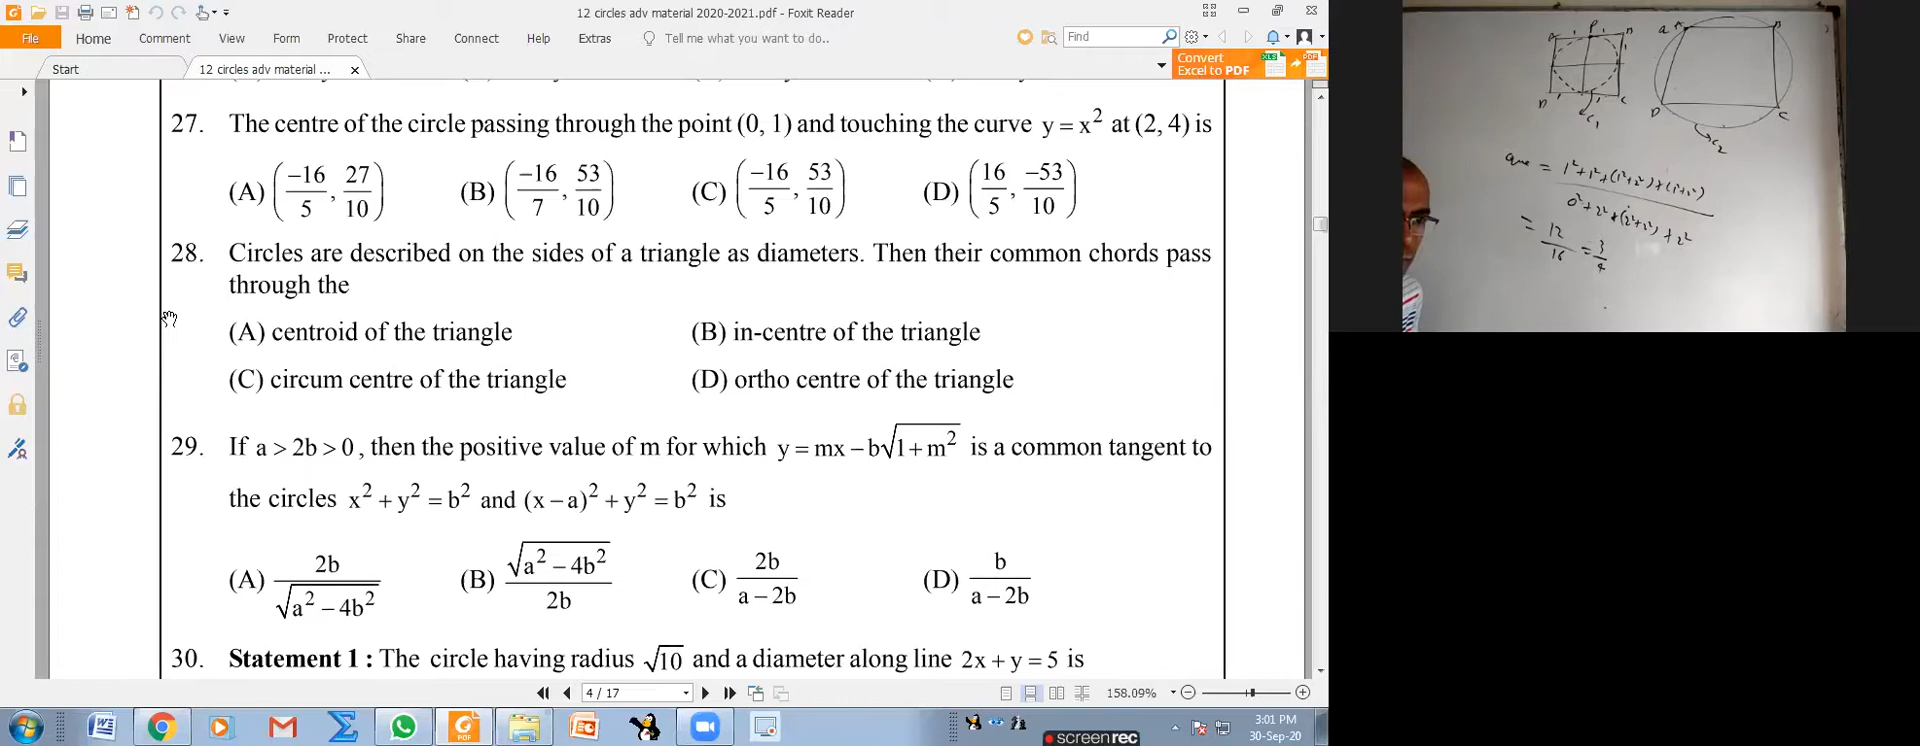 12 circles adv material 2020-2021.pdf - Foxit Reader
File Home Comment View Form Protect Share Connect Help Extras Tell me what you want to do.. Find
Start 12 circles adv material ... Convert Excel to PDF
27. The centre of the circle passing through the point (0, 1) and touching the curve y = x² at (2, 4) is
(A) (-16/5, 27/10) (B) (-16/7, 53/10) (C) (-16/5, 53/10) (D) (16/5, -53/10)
28. Circles are described on the sides of a triangle as diameters. Then their common chords pass
through the
(A) centroid of the triangle (B) in-centre of the triangle
(C) circum centre of the triangle (D) ortho centre of the triangle
29. If a > 2b > 0, then the positive value of m for which y = mx − b√(1 + m²) is a common tangent to
the circles x² + y² = b² and (x − a)² + y² = b² is
(A) 2b/√(a² − 4b²) (B) √(a² − 4b²)/2b (C) 2b/(a − 2b) (D) b/(a − 2b)
30. Statement 1 : The circle having radius √10 and a diameter along line 2x + y = 5 is
4 / 17 158.09%
3:01 PM
30-Sep-20
screenrec
P
C
C₁
A
D
C
C₂
= 12/16 = 3/4